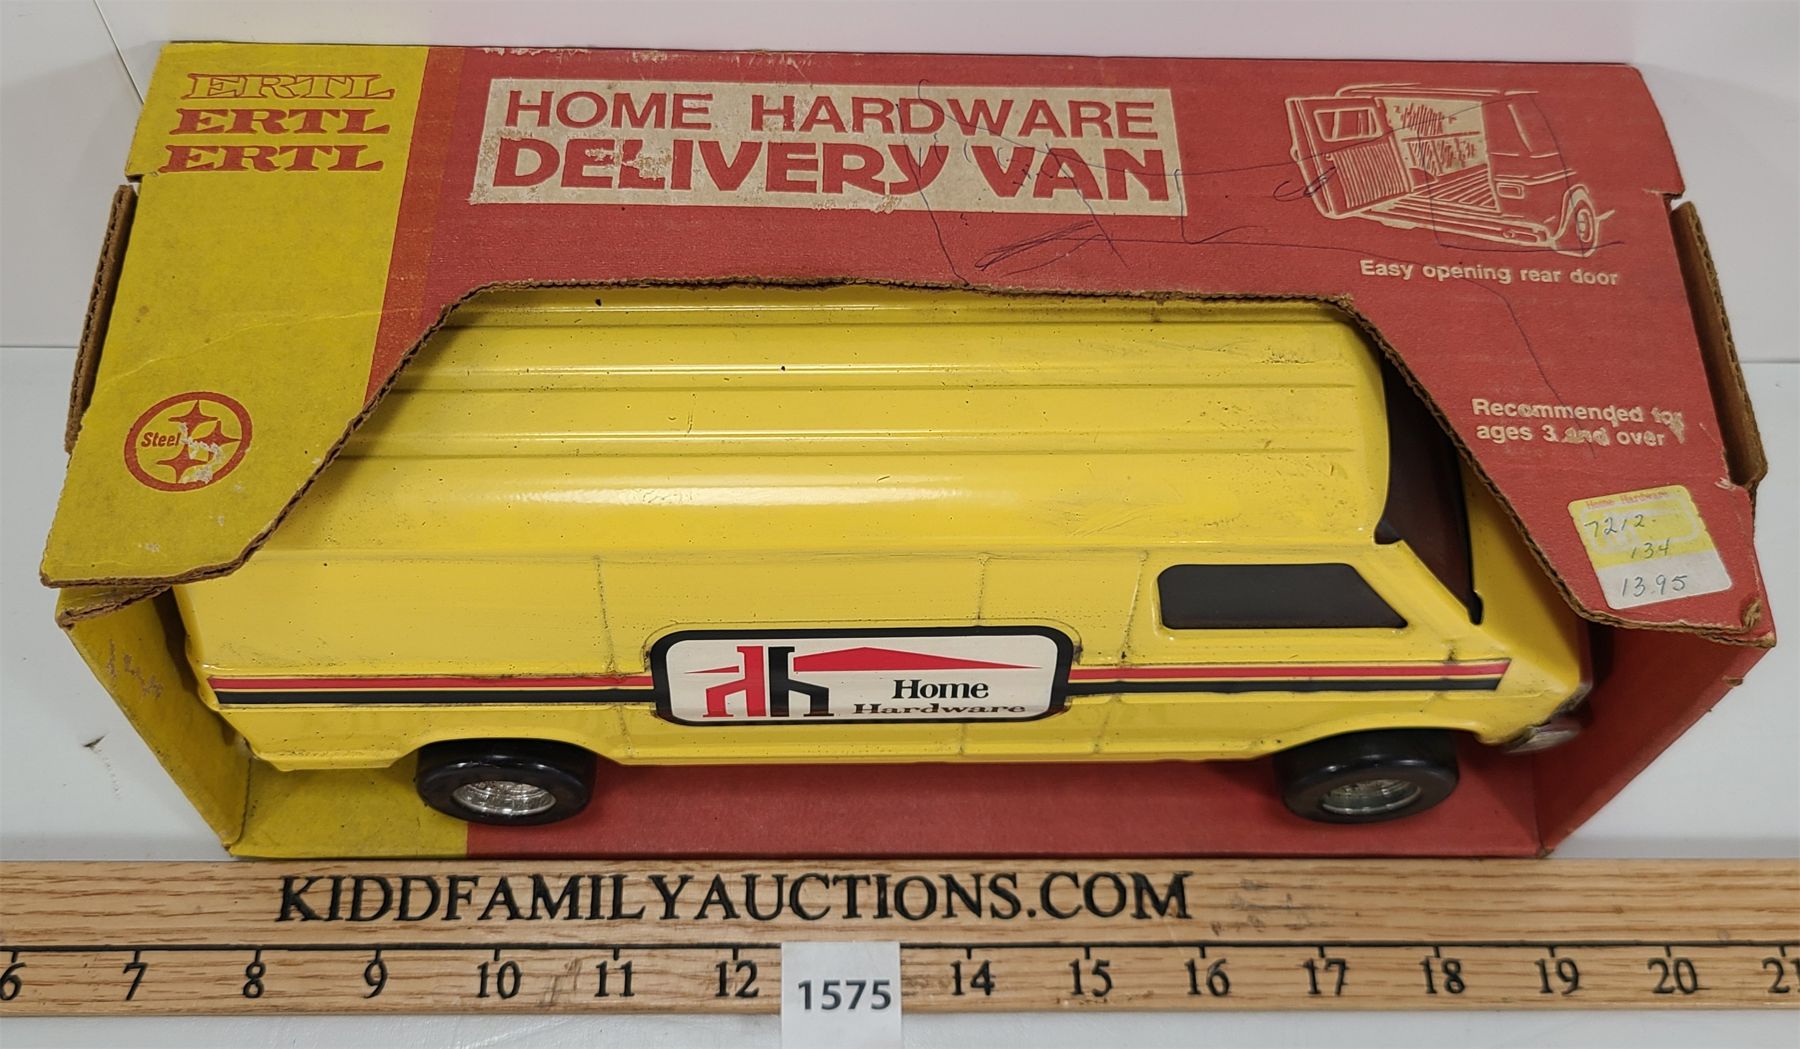 ERTL
ERTL
ERTL
HOME HARDWARE
DELIVERY VAN
Easy opening rear door
Steel
Recommended for
ages 3 and over
Home Hardware
7212-
134
13.95
Home
Hardware
KIDDFAMILYAUCTIONS.COM
6 7 8 9 10 11 12 14 15 16 17 18 19 20 21
1575